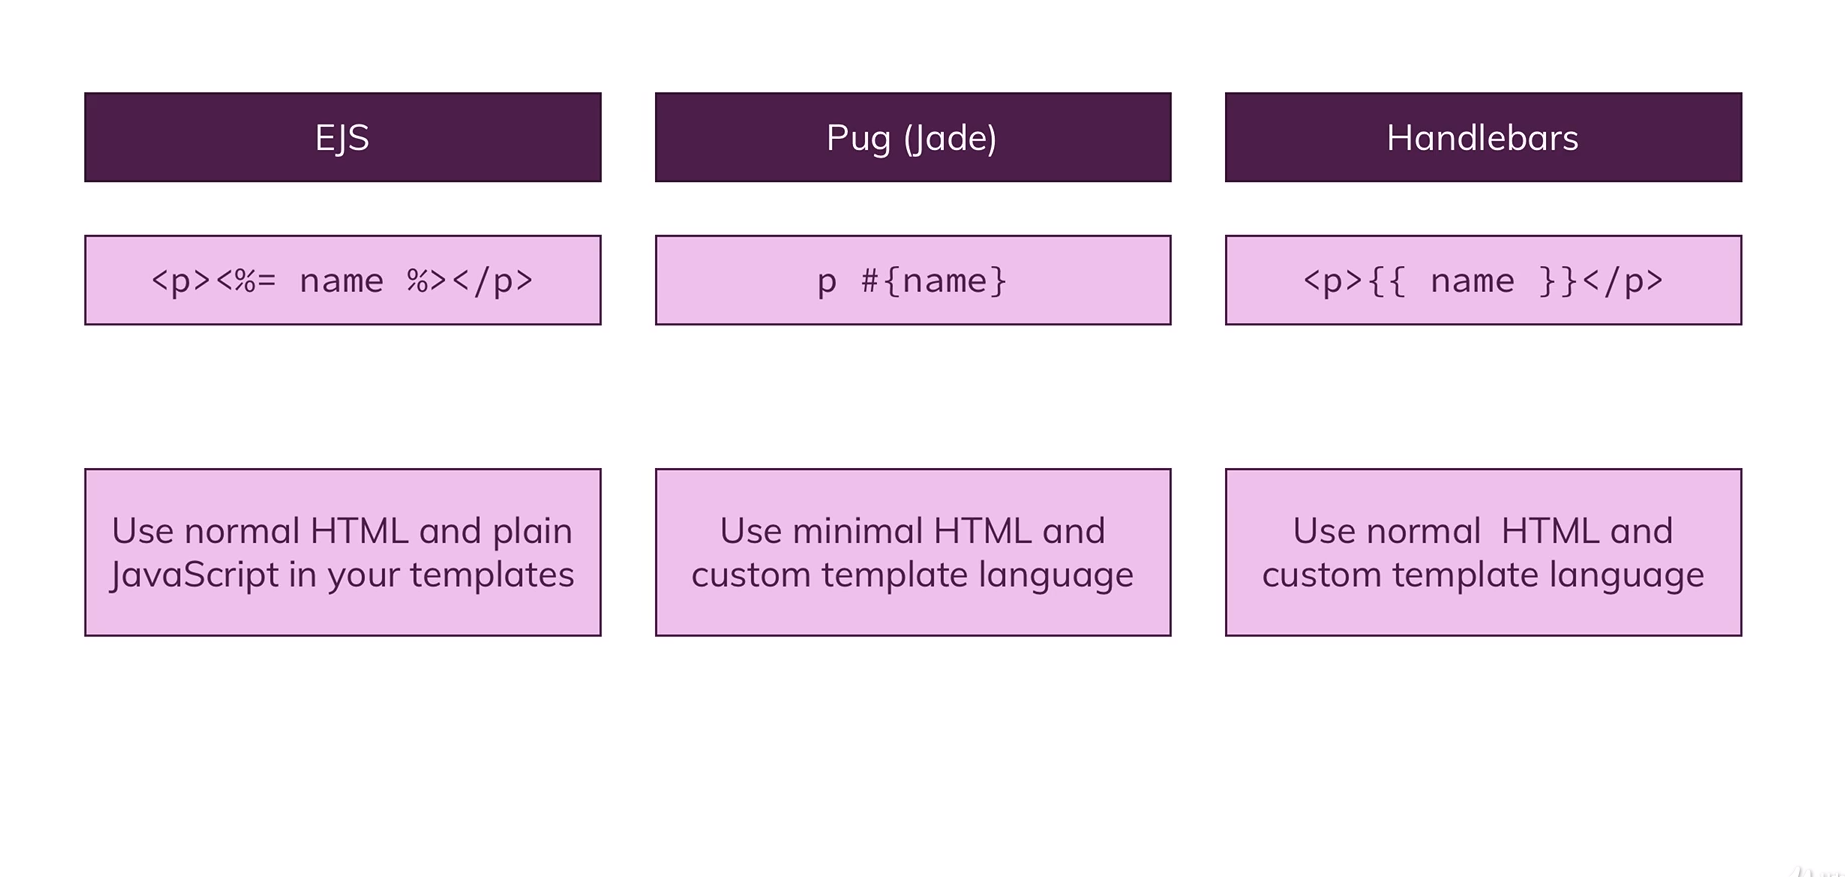 EJS
Pug (Jade)
Handlebars
<p><%= name %></p>
p #{name}
<p>{{ name }}</p>
Use normal HTML and plain
JavaScript in your templates
Use minimal HTML and
custom template language
Use normal  HTML and
custom template language